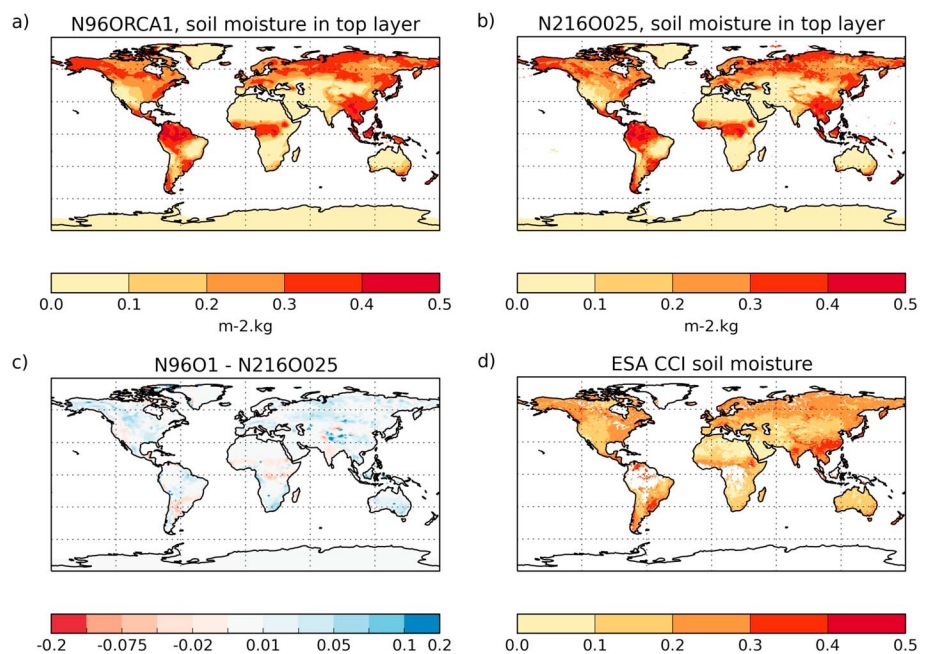 a)
N96ORCA1, soil moisture in top layer
0.0 0.1 0.2 0.3 0.4 0.5
m-2.kg
b)
N216O025, soil moisture in top layer
0.0 0.1 0.2 0.3 0.4 0.5
m-2.kg
c)
N96O1 - N216O025
-0.2 -0.075 -0.02 0.01 0.05 0.1 0.2
d)
ESA CCI soil moisture
0.0 0.1 0.2 0.3 0.4 0.5